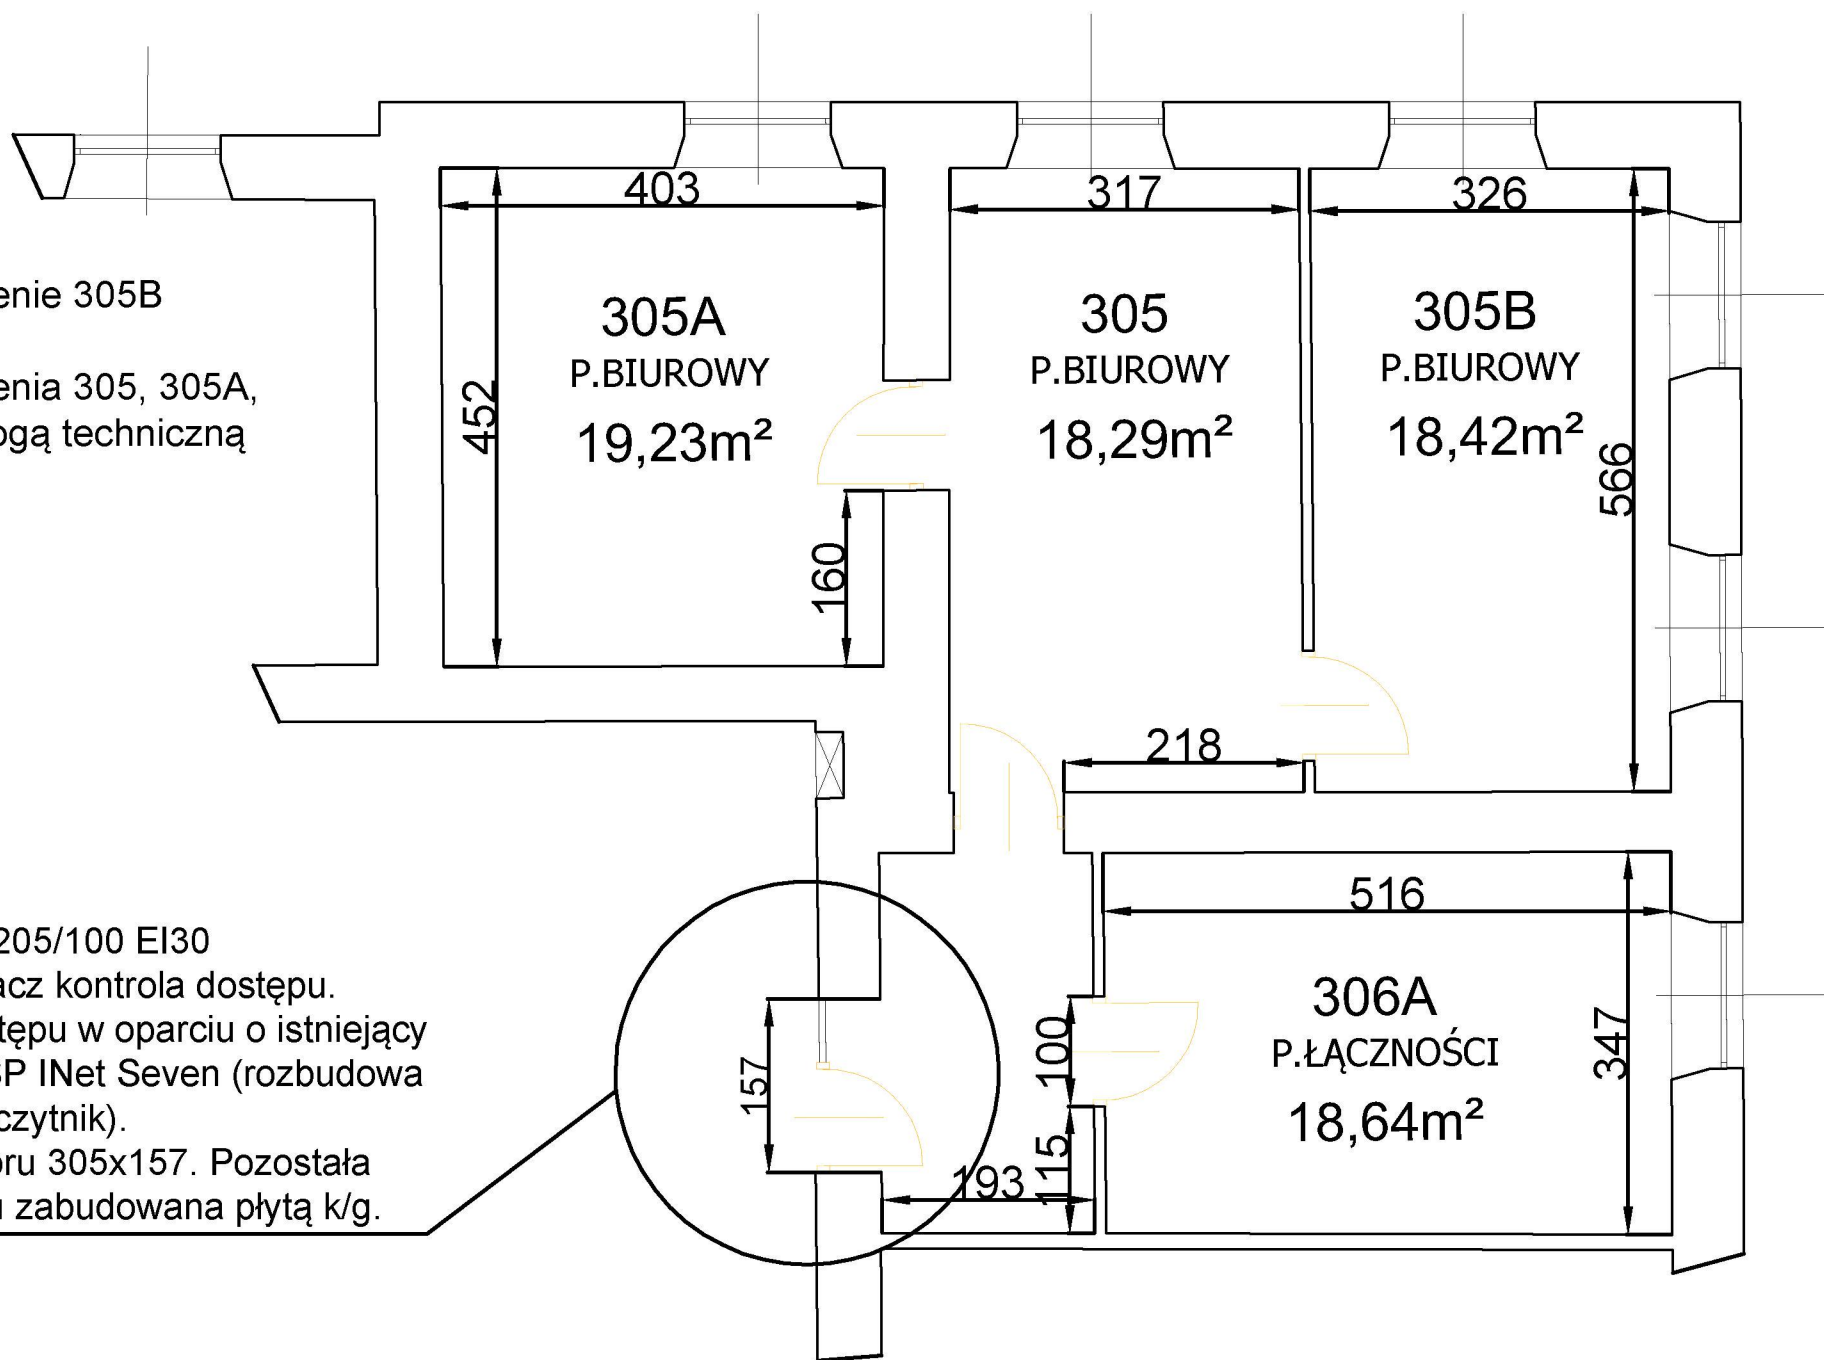 403
317
326
enie 305B
305A
P.BIUROWY
19,23m²
305
P.BIUROWY
18,29m²
305B
P.BIUROWY
18,42m²
enia 305, 305A,
ogą techniczną
452
566
160
218
205/100 EI30
acz kontrola dostępu.
tępu w oparciu o istniejący
SP INet Seven (rozbudowa
czytnik).
oru 305x157. Pozostała
u zabudowana płytą k/g.
157
193
100
115
516
306A
P.ŁĄCZNOŚCI
18,64m²
347